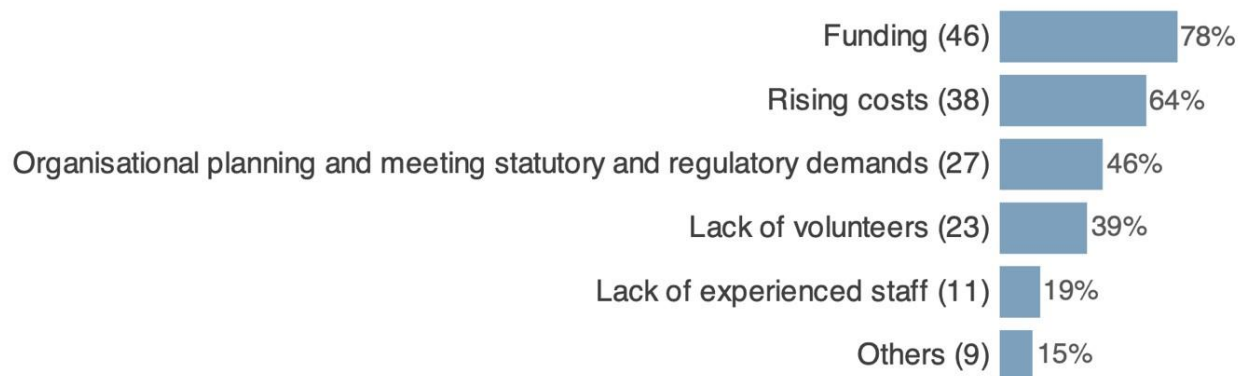 Funding (46) 78%
Rising costs (38) 64%
Organisational planning and meeting statutory and regulatory demands (27) 46%
Lack of volunteers (23) 39%
Lack of experienced staff (11) 19%
Others (9) 15%